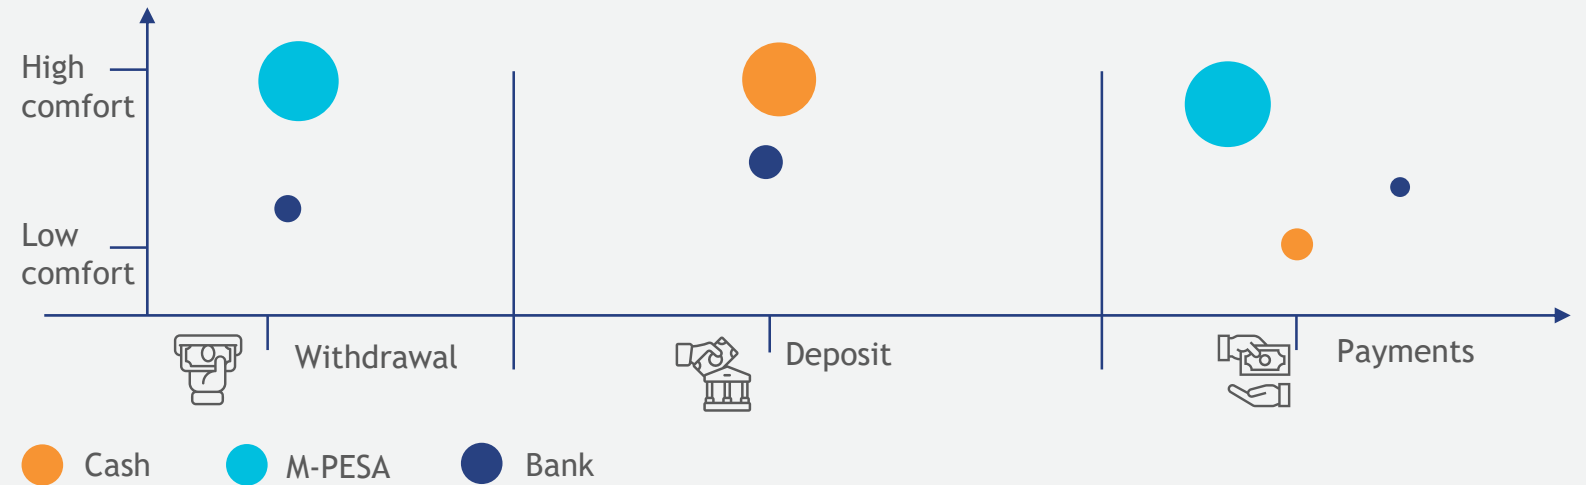 High
comfort
Low
comfort
Withdrawal
Deposit
Payments
Cash
M-PESA
Bank